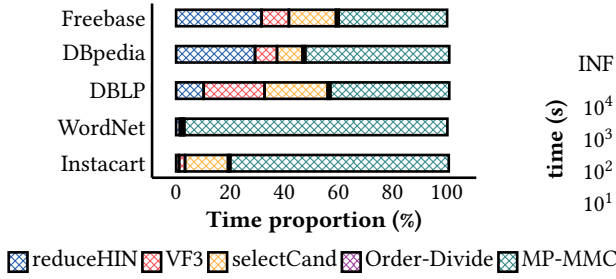 Freebase
DBpedia
DBLP
WordNet
Instacart
0 20 40 60 80 100
Time proportion (%)
INF
10^4
10^3
10^2
10^1
time (s)
reduceHIN VF3 selectCand Order-Divide MP-MMC